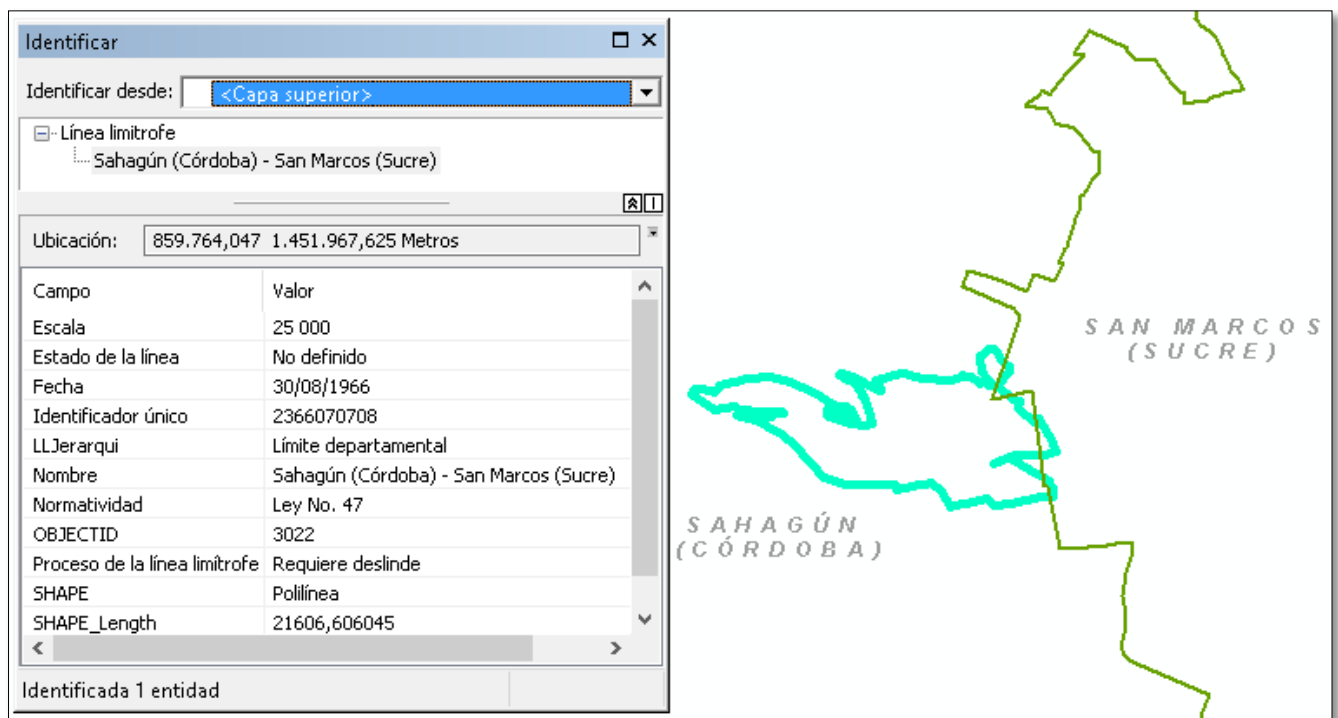 Identificar
Identificar desde: <Capa superior>
Línea limitrofe
Sahagún (Córdoba) - San Marcos (Sucre)
Ubicación: 859.764,047 1.451.967,625 Metros
Campo Valor
Escala 25 000
Estado de la línea No definido
Fecha 30/08/1966
Identificador único 2366070708
LLJerarqui Límite departamental
Nombre Sahagún (Córdoba) - San Marcos (Sucre)
Normatividad Ley No. 47
OBJECTID 3022
Proceso de la línea limítrofe Requiere deslinde
SHAPE Polilínea
SHAPE_Length 21606,606045
Identificada 1 entidad
SAN MARCOS
(SUCRE)
SAHAGÚN
(CÓRDOBA)